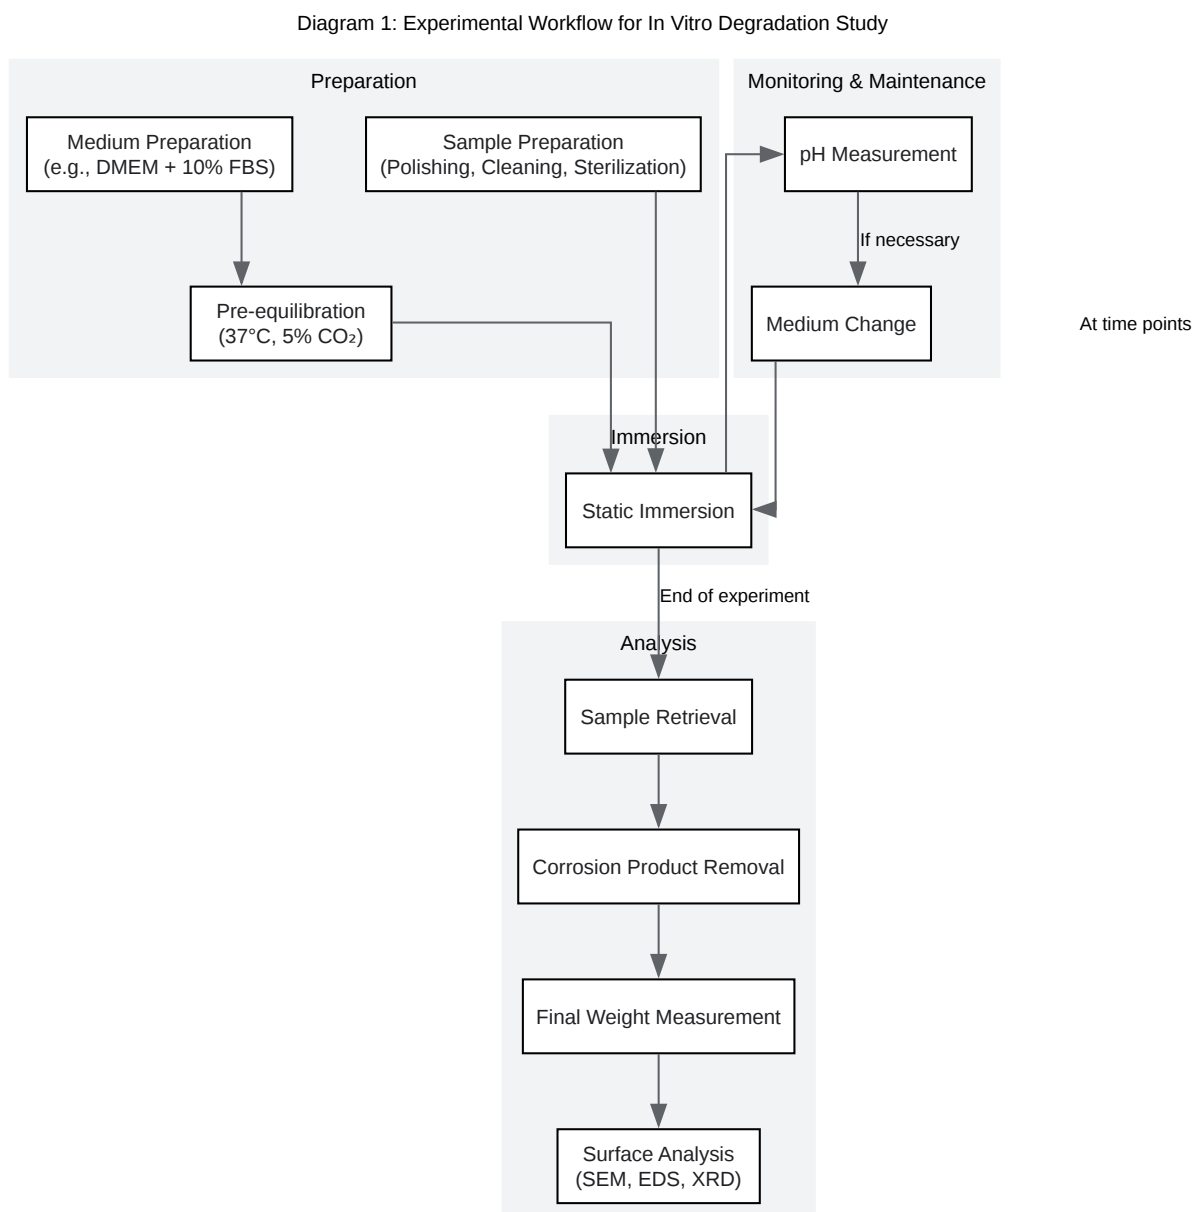 Diagram 1: Experimental Workflow for In Vitro Degradation Study
Preparation
Monitoring & Maintenance
Medium Preparation
(e.g., DMEM + 10% FBS)
Sample Preparation
(Polishing, Cleaning, Sterilization)
pH Measurement
If necessary
Pre-equilibration
(37°C, 5% CO₂)
Medium Change
At time points
Immersion
Static Immersion
End of experiment
Analysis
Sample Retrieval
Corrosion Product Removal
Final Weight Measurement
Surface Analysis
(SEM, EDS, XRD)